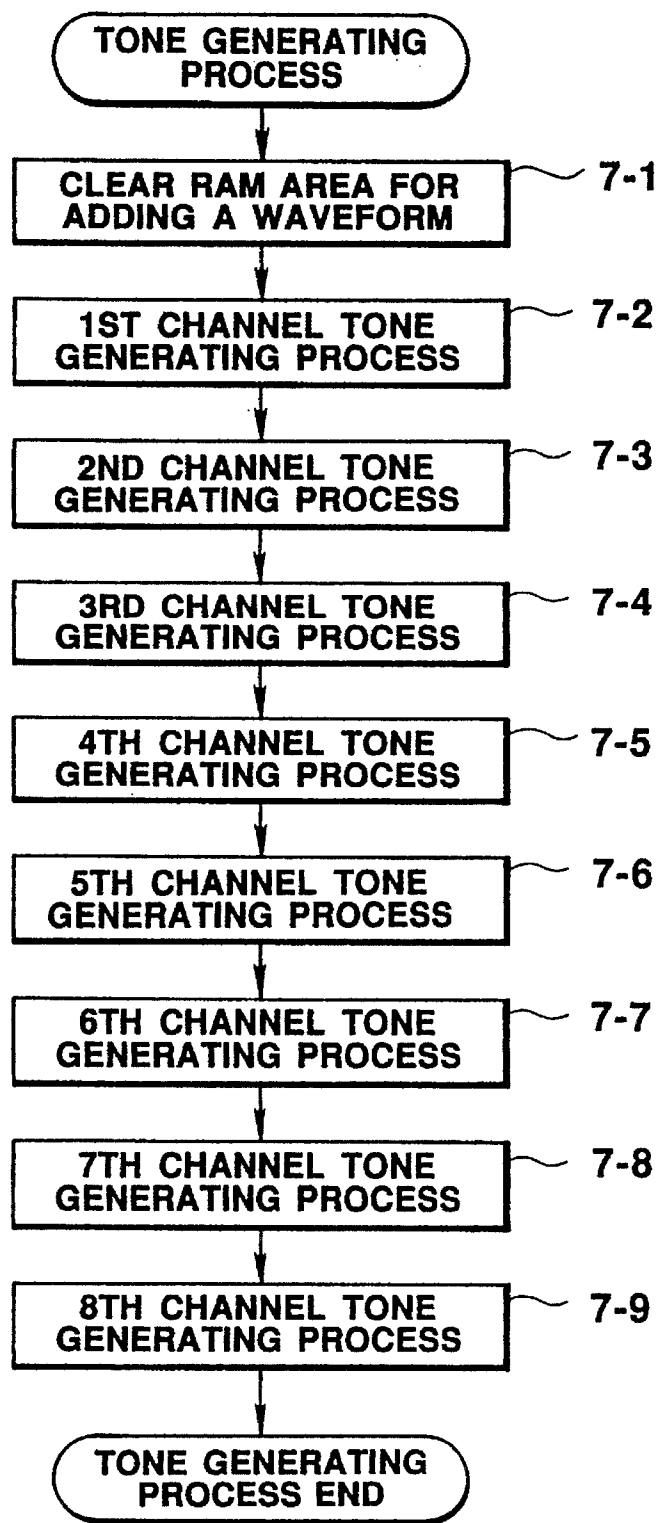 TONE GENERATING
PROCESS
CLEAR RAM AREA FOR
ADDING A WAVEFORM
7-1
1ST CHANNEL TONE
GENERATING PROCESS
7-2
2ND CHANNEL TONE
GENERATING PROCESS
7-3
3RD CHANNEL TONE
GENERATING PROCESS
7-4
4TH CHANNEL TONE
GENERATING PROCESS
7-5
5TH CHANNEL TONE
GENERATING PROCESS
7-6
6TH CHANNEL TONE
GENERATING PROCESS
7-7
7TH CHANNEL TONE
GENERATING PROCESS
7-8
8TH CHANNEL TONE
GENERATING PROCESS
7-9
TONE GENERATING
PROCESS END